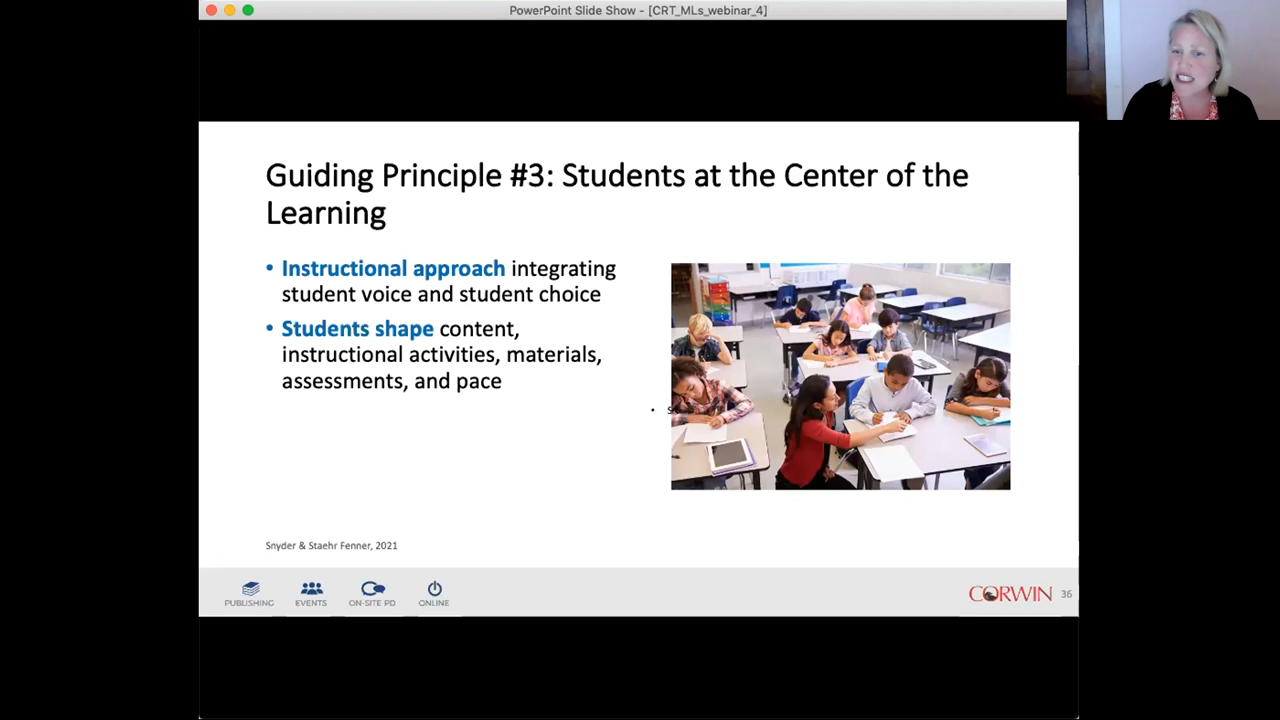 PowerPoint Slide Show - [CRT_MLs_webinar_4]
Guiding Principle #3: Students at the Center of the
Learning
• Instructional approach integrating
student voice and student choice
• Students shape content,
instructional activities, materials,
assessments, and pace
Snyder & Staehr Fenner, 2021
PUBLISHING
EVENTS
ON-SITE PD
ONLINE
CORWIN
36